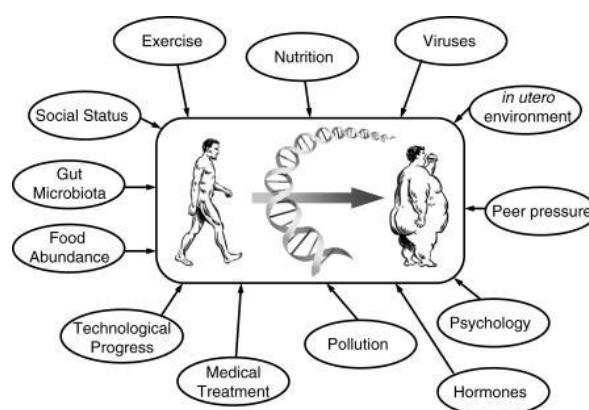 Exercise
Nutrition
Viruses
in utero
environment
Social Status
Gut
Microbiota
Peer pressure
Food
Abundance
Psychology
Technological
Progress
Pollution
Medical
Treatment
Hormones